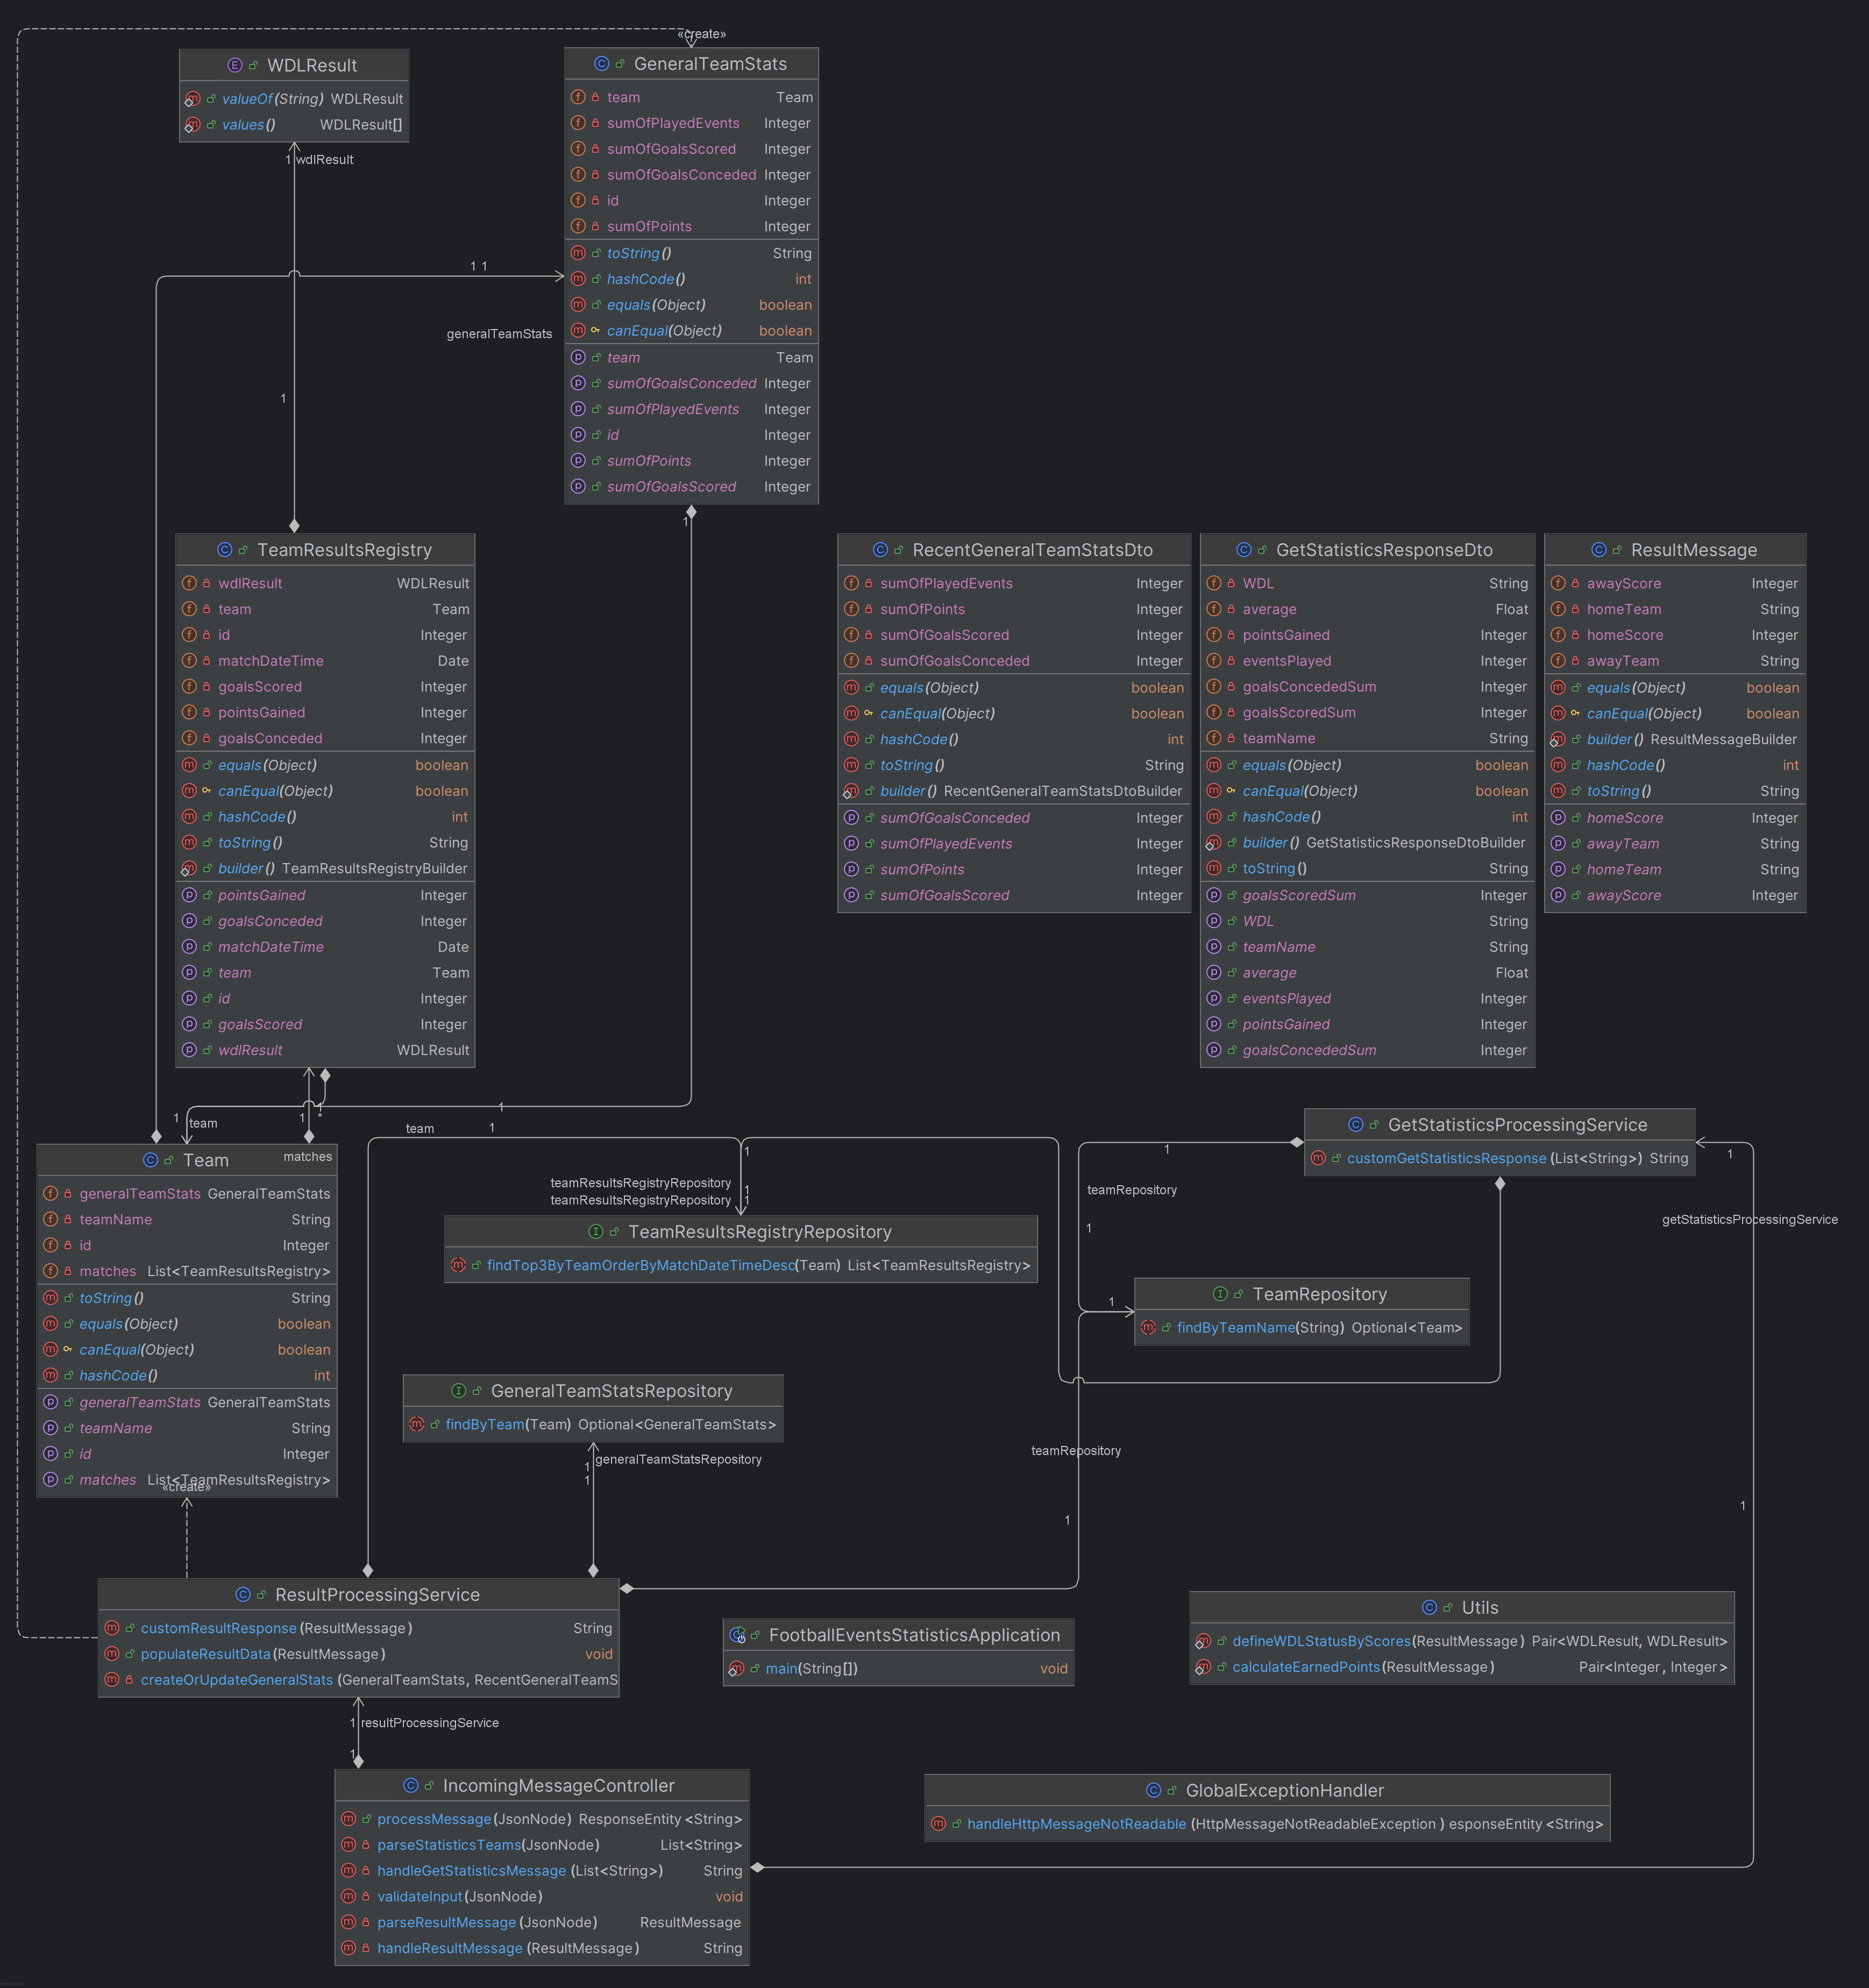 «create»
WDLResult
valueOf(String) WDLResult
values() WDLResult[]
1 wdlResult
GeneralTeamStats
team Team
sumOfPlayedEvents Integer
sumOfGoalsScored Integer
sumOfGoalsConceded Integer
id Integer
sumOfPoints Integer
toString() String
hashCode() int
equals(Object) boolean
canEqual(Object) boolean
team Team
sumOfGoalsConceded Integer
sumOfPlayedEvents Integer
id Integer
sumOfPoints Integer
sumOfGoalsScored Integer
1 1
generalTeamStats
1
1
TeamResultsRegistry
wdlResult WDLResult
team Team
id Integer
matchDateTime Date
goalsScored Integer
pointsGained Integer
goalsConceded Integer
equals(Object) boolean
canEqual(Object) boolean
hashCode() int
toString() String
builder() TeamResultsRegistryBuilder
pointsGained Integer
goalsConceded Integer
matchDateTime Date
team Team
id Integer
goalsScored Integer
wdlResult WDLResult
RecentGeneralTeamStatsDto
sumOfPlayedEvents Integer
sumOfPoints Integer
sumOfGoalsScored Integer
sumOfGoalsConceded Integer
equals(Object) boolean
canEqual(Object) boolean
hashCode() int
toString() String
builder() RecentGeneralTeamStatsDtoBuilder
sumOfGoalsConceded Integer
sumOfPlayedEvents Integer
sumOfPoints Integer
sumOfGoalsScored Integer
GetStatisticsResponseDto
WDL String
average Float
pointsGained Integer
eventsPlayed Integer
goalsConcededSum Integer
goalsScoredSum Integer
teamName String
equals(Object) boolean
canEqual(Object) boolean
hashCode() int
builder() GetStatisticsResponseDtoBuilder
toString() String
goalsScoredSum Integer
WDL String
teamName String
average Float
eventsPlayed Integer
pointsGained Integer
goalsConcededSum Integer
ResultMessage
awayScore Integer
homeTeam String
homeScore Integer
awayTeam String
equals(Object) boolean
canEqual(Object) boolean
builder() ResultMessageBuilder
hashCode() int
toString() String
homeScore Integer
awayTeam String
homeTeam String
awayScore Integer
1 team
1
1
*
1
matches
Team
generalTeamStats GeneralTeamStats
teamName String
id Integer
matches List<TeamResultsRegistry>
toString() String
equals(Object) boolean
canEqual(Object) boolean
hashCode() int
generalTeamStats GeneralTeamStats
teamName String
id Integer
matches List<TeamResultsRegistry>
«create»
team 1
1
teamResultsRegistryRepository 1
teamResultsRegistryRepository 1
TeamResultsRegistryRepository
findTop3ByTeamOrderByMatchDateTimeDesc(Team) List<TeamResultsRegistry>
GetStatisticsProcessingService
customGetStatisticsResponse (List<String>) String
1
teamRepository
1
1
getStatisticsProcessingService
1
TeamRepository
findByTeamName(String) Optional<Team>
GeneralTeamStatsRepository
findByTeam(Team) Optional<GeneralTeamStats>
1 generalTeamStatsRepository
1
teamRepository
1
1
ResultProcessingService
customResultResponse (ResultMessage) String
populateResultData(ResultMessage) void
createOrUpdateGeneralStats (GeneralTeamStats, RecentGeneralTeamS
FootballEventsStatisticsApplication
main(String[]) void
Utils
defineWDLStatusByScores(ResultMessage) Pair<WDLResult, WDLResult>
calculateEarnedPoints(ResultMessage) Pair<Integer, Integer>
1 resultProcessingService
1
IncomingMessageController
processMessage(JsonNode) ResponseEntity <String>
parseStatisticsTeams(JsonNode) List<String>
handleGetStatisticsMessage (List<String>) String
validateInput(JsonNode) void
parseResultMessage (JsonNode) ResultMessage
handleResultMessage (ResultMessage) String
GlobalExceptionHandler
handleHttpMessageNotReadable (HttpMessageNotReadableException ) esponseEntity <String>